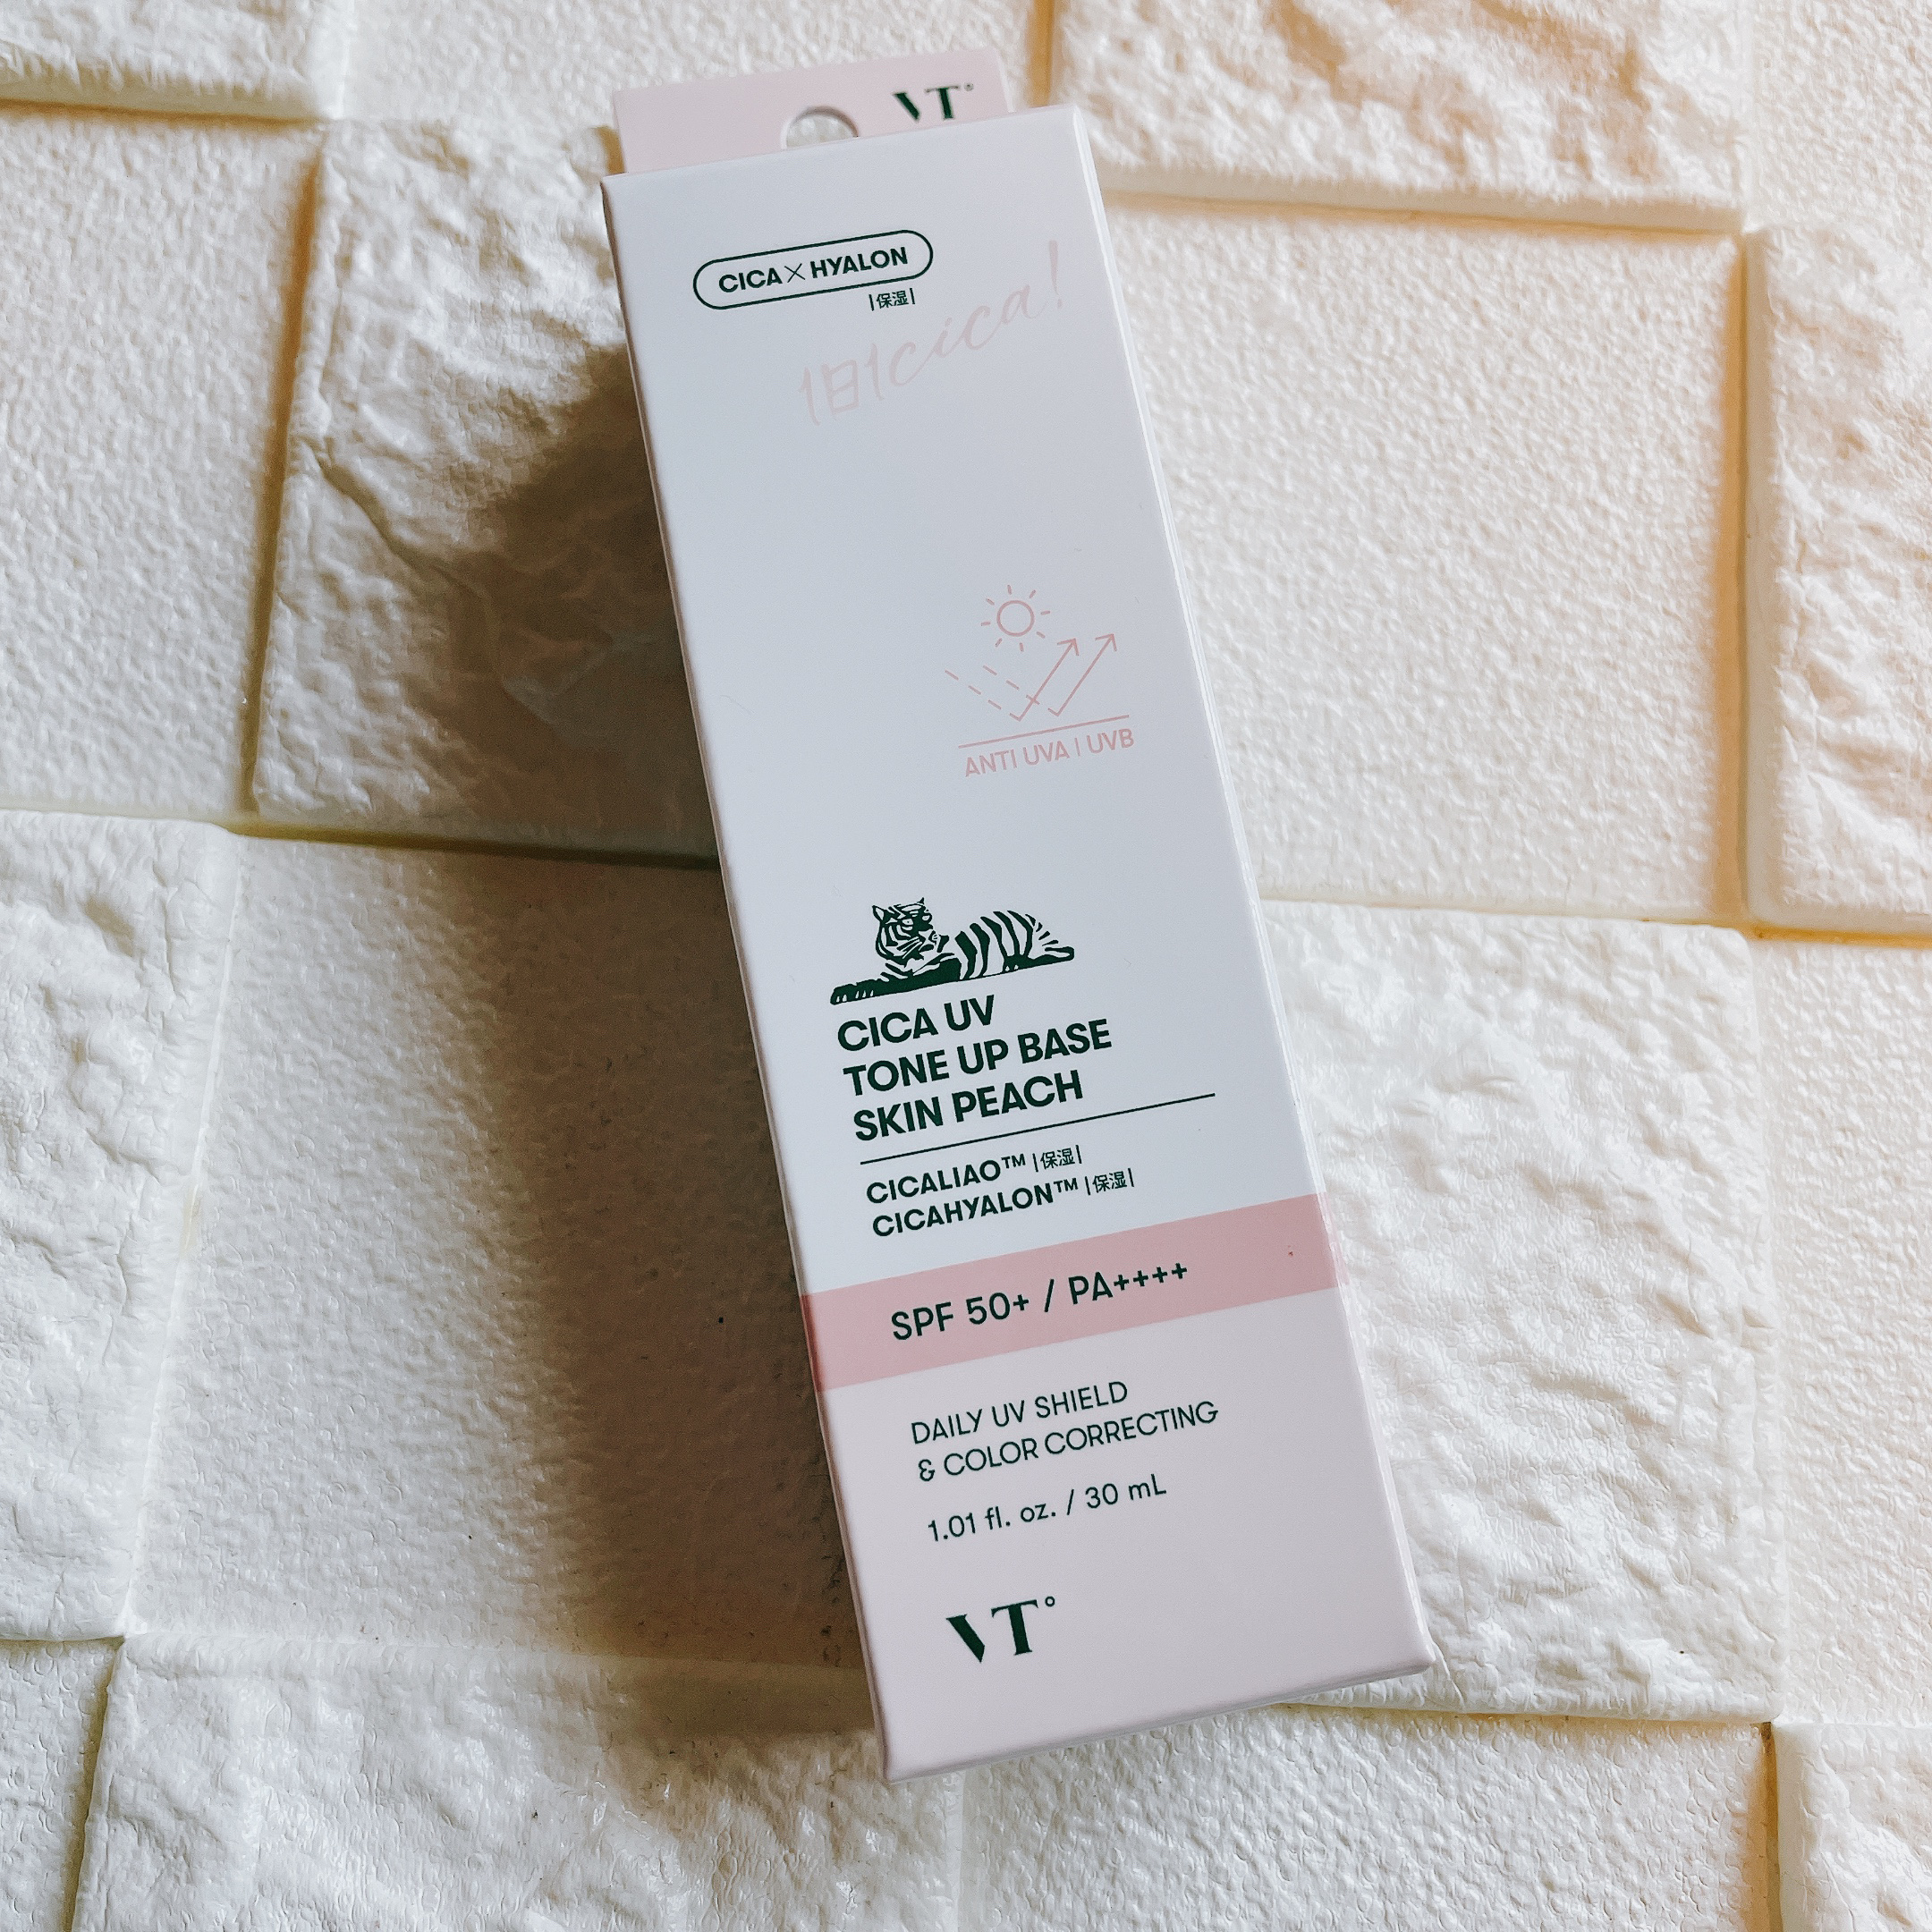 VT°
CICA×HYALON
|保湿|
1日1cica!
ANTI UVA | UVB
CICA UV
TONE UP BASE
SKIN PEACH
CICALIAO™ |保湿|
CICAHYALON™ |保湿|
SPF 50+ / PA++++
DAILY UV SHIELD
& COLOR CORRECTING
1.01 fl. oz. / 30 mL
VT°